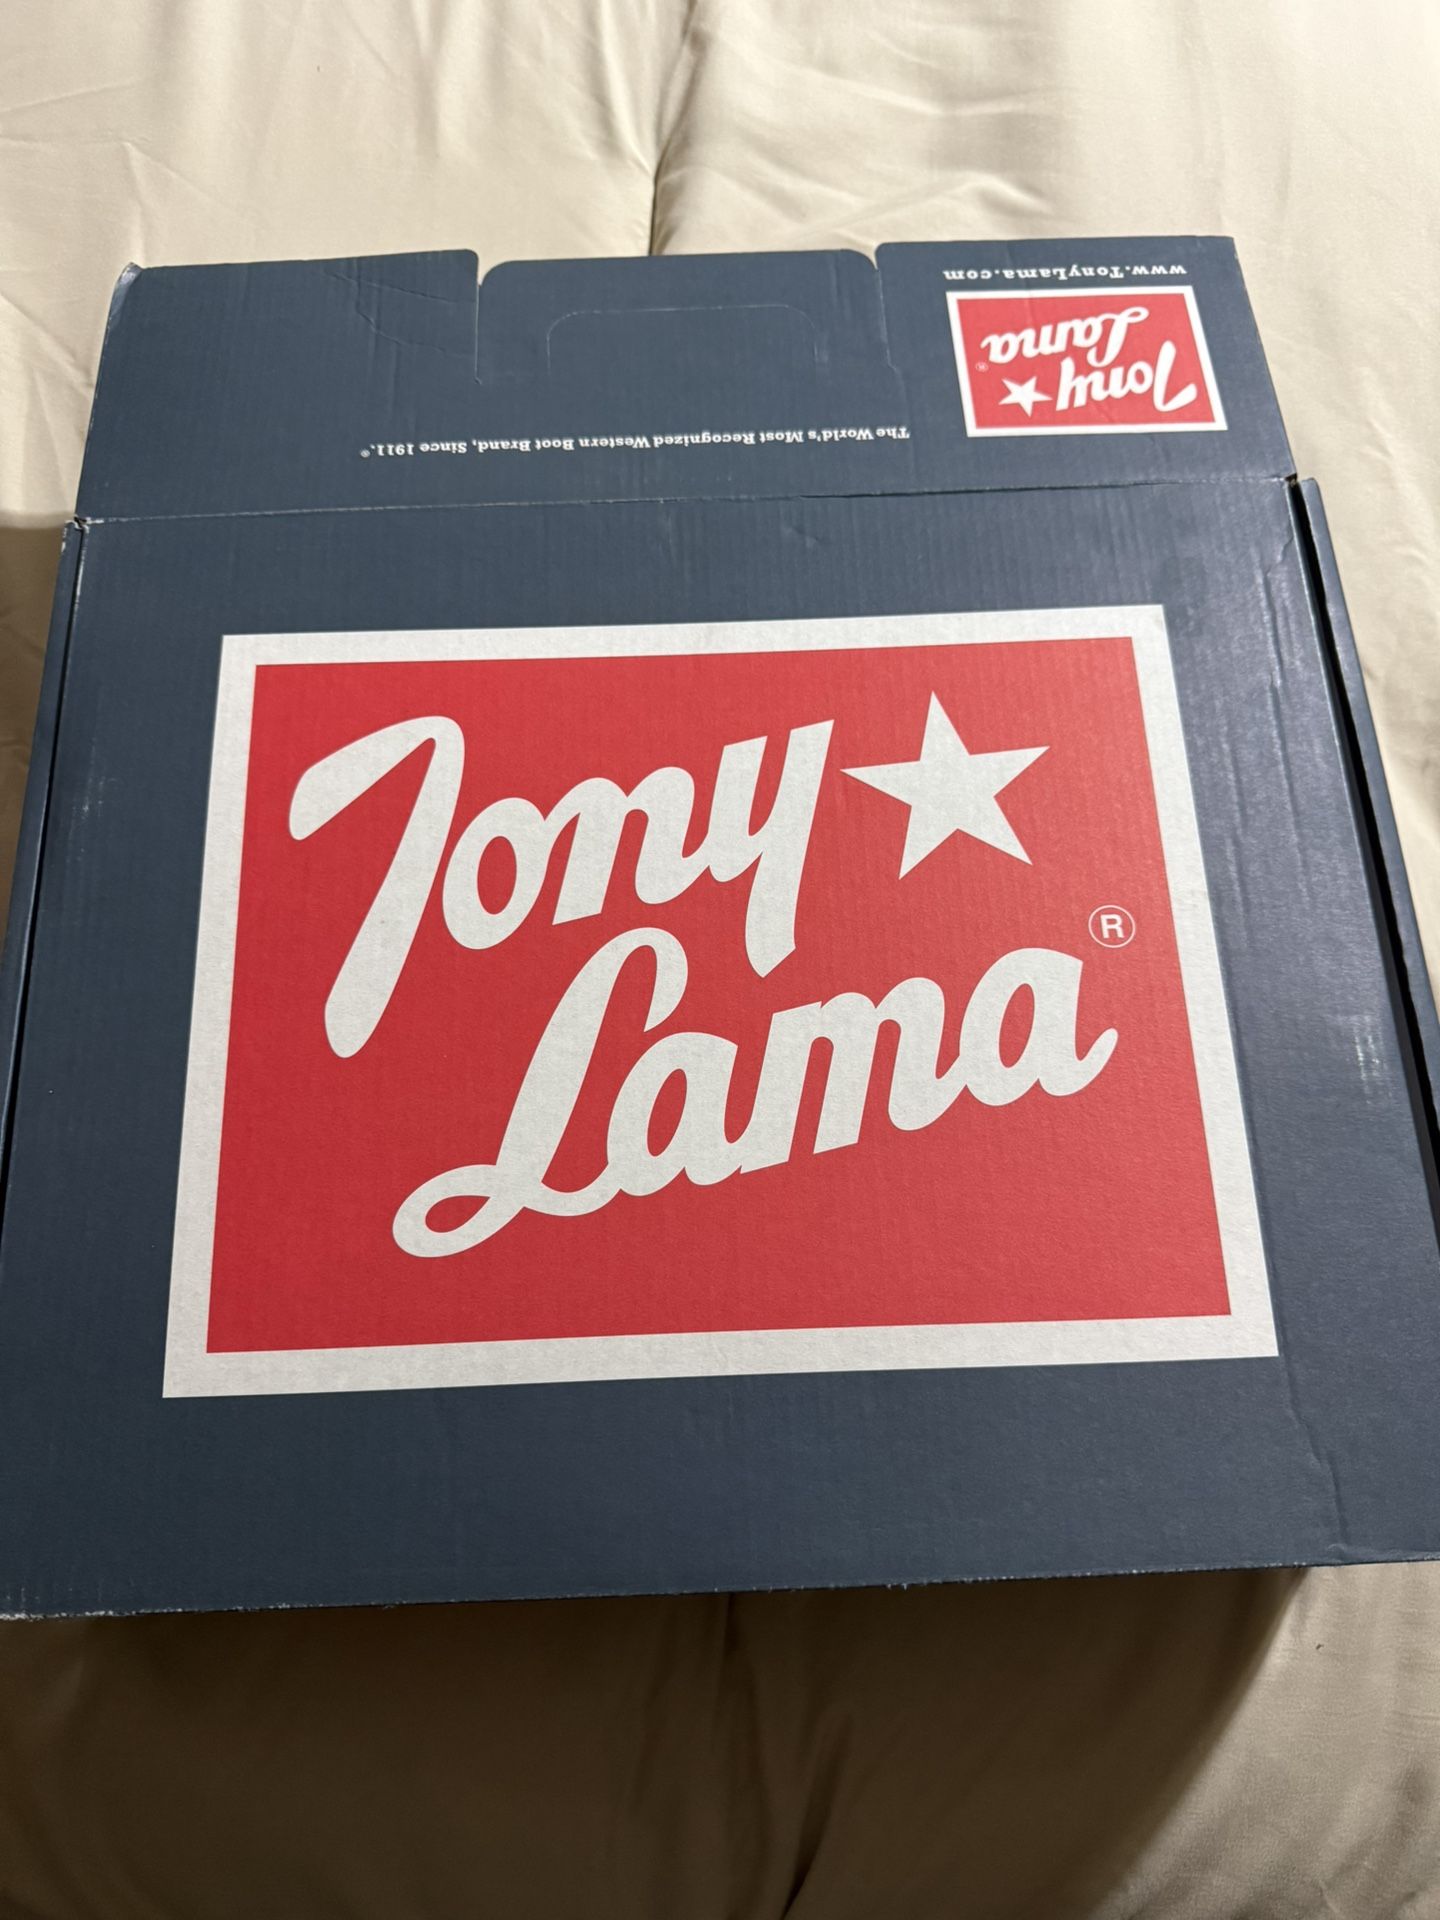 www.TonyLama.com
Tony
Lama®
The World's Most Recognized Western Boot Brand, Since 1911.®
Tony
Lama®